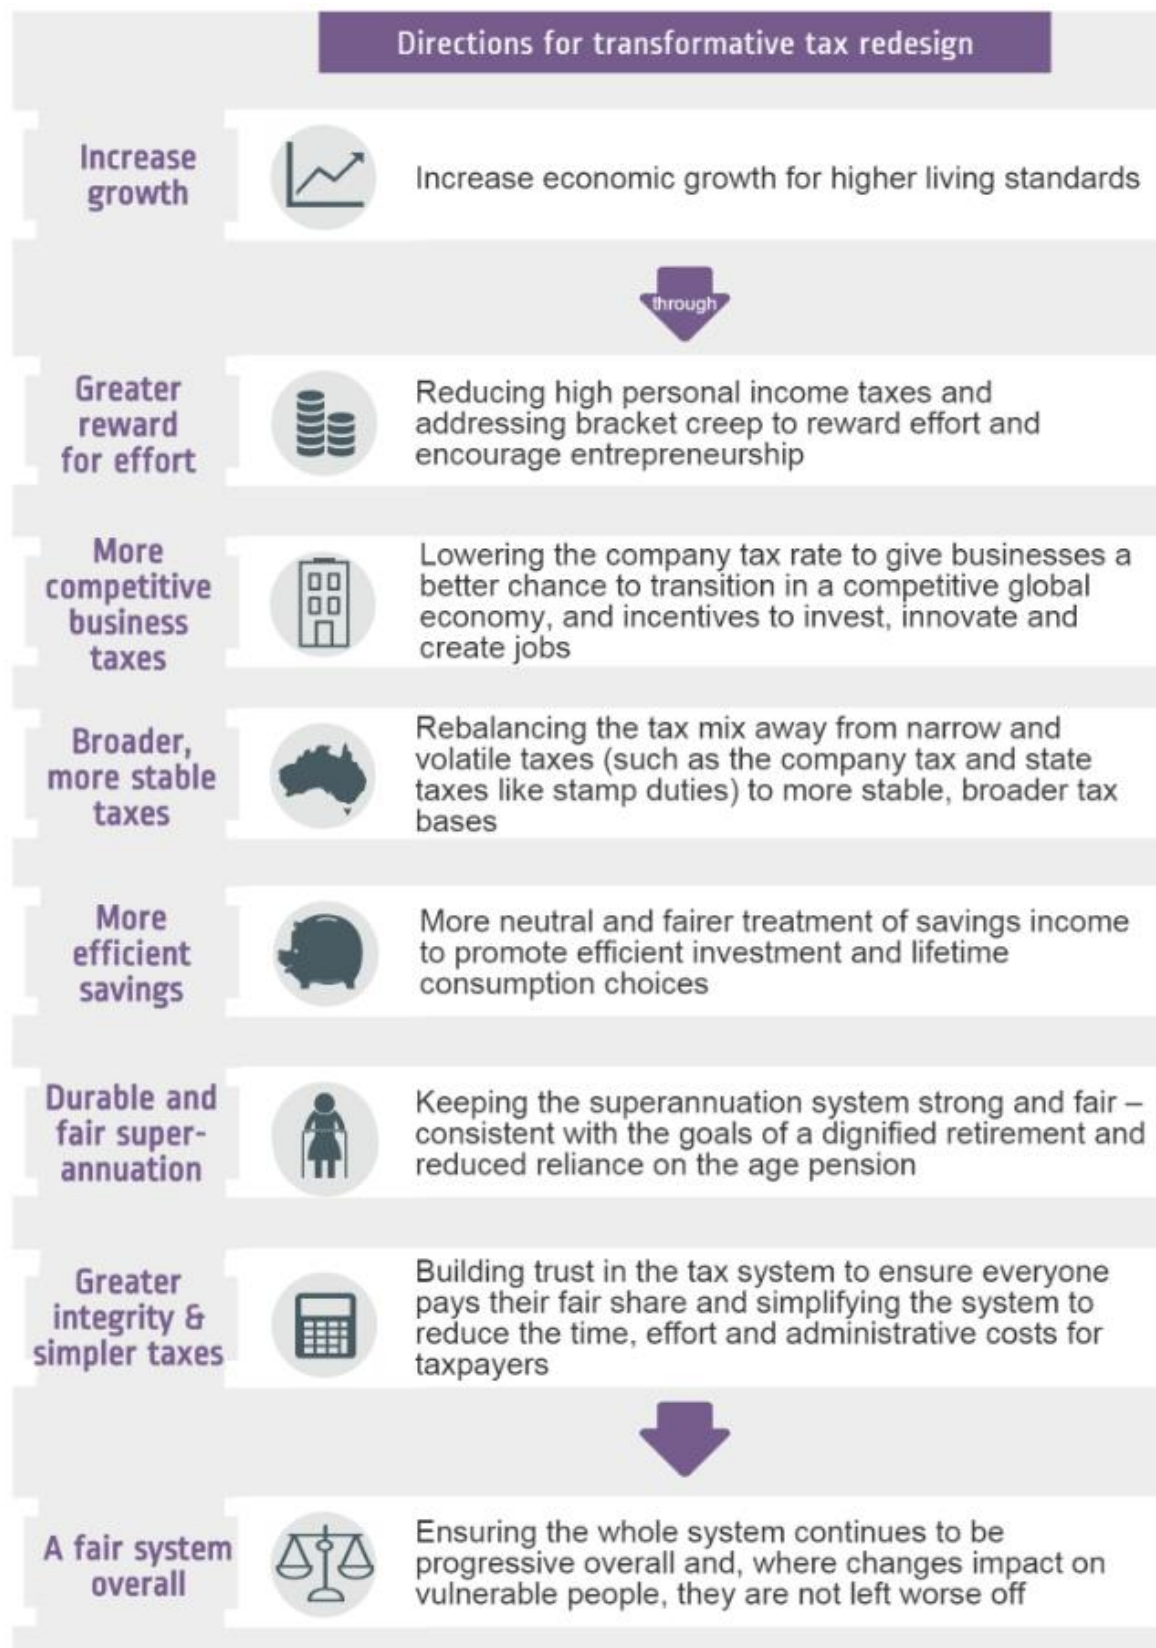 Directions for transformative tax redesign
Increase
growth
Increase economic growth for higher living standards
through
Greater
reward
for effort
Reducing high personal income taxes and
addressing bracket creep to reward effort and
encourage entrepreneurship
More
competitive
business
taxes
Lowering the company tax rate to give businesses a
better chance to transition in a competitive global
economy, and incentives to invest, innovate and
create jobs
Broader,
more stable
taxes
Rebalancing the tax mix away from narrow and
volatile taxes (such as the company tax and state
taxes like stamp duties) to more stable, broader tax
bases
More
efficient
savings
More neutral and fairer treatment of savings income
to promote efficient investment and lifetime
consumption choices
Durable and
fair super-
annuation
Keeping the superannuation system strong and fair –
consistent with the goals of a dignified retirement and
reduced reliance on the age pension
Greater
integrity &
simpler taxes
Building trust in the tax system to ensure everyone
pays their fair share and simplifying the system to
reduce the time, effort and administrative costs for
taxpayers
A fair system
overall
Ensuring the whole system continues to be
progressive overall and, where changes impact on
vulnerable people, they are not left worse off